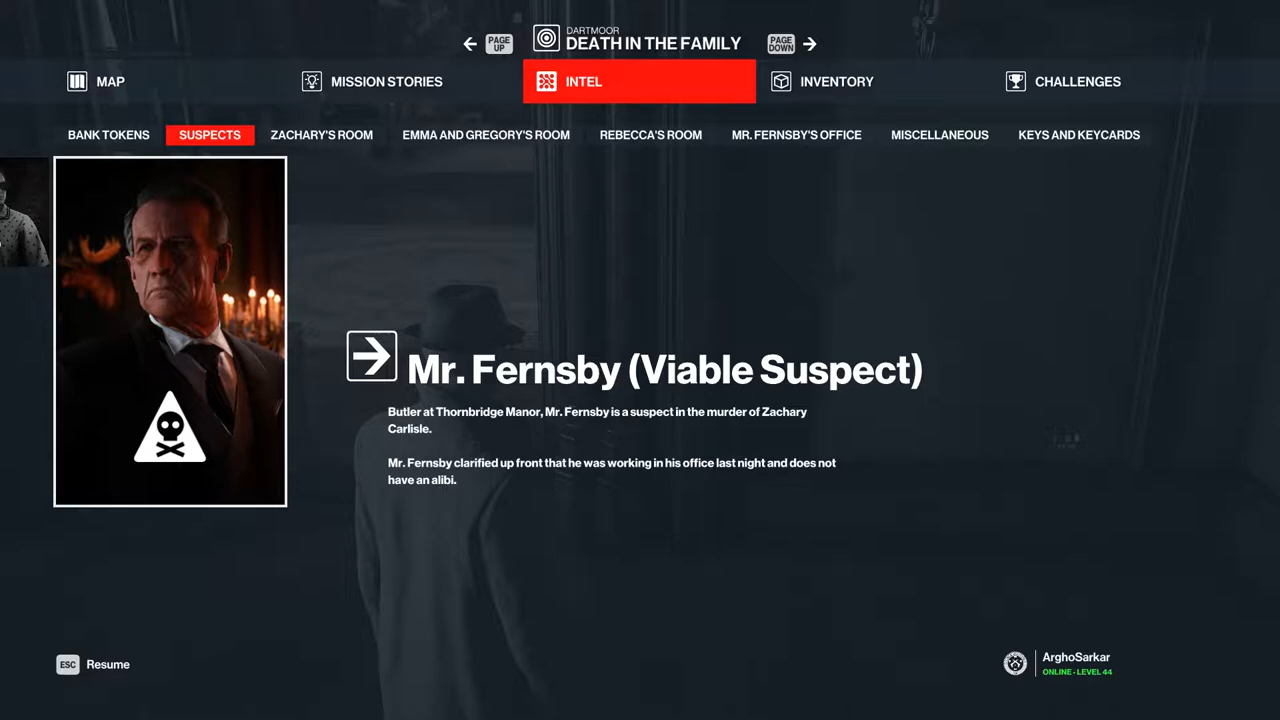 PAGE UP
DARTMOOR
DEATH IN THE FAMILY
PAGE DOWN
MAP
MISSION STORIES
INTEL
INVENTORY
CHALLENGES
BANK TOKENS
SUSPECTS
ZACHARY'S ROOM
EMMA AND GREGORY'S ROOM
REBECCA'S ROOM
MR. FERNSBY'S OFFICE
MISCELLANEOUS
KEYS AND KEYCARDS
Mr. Fernsby (Viable Suspect)
Butler at Thornbridge Manor, Mr. Fernsby is a suspect in the murder of Zachary
Carlisle.
Mr. Fernsby clarified up front that he was working in his office last night and does not
have an alibi.
ESC Resume
ArghoSarkar
ONLINE - LEVEL 44